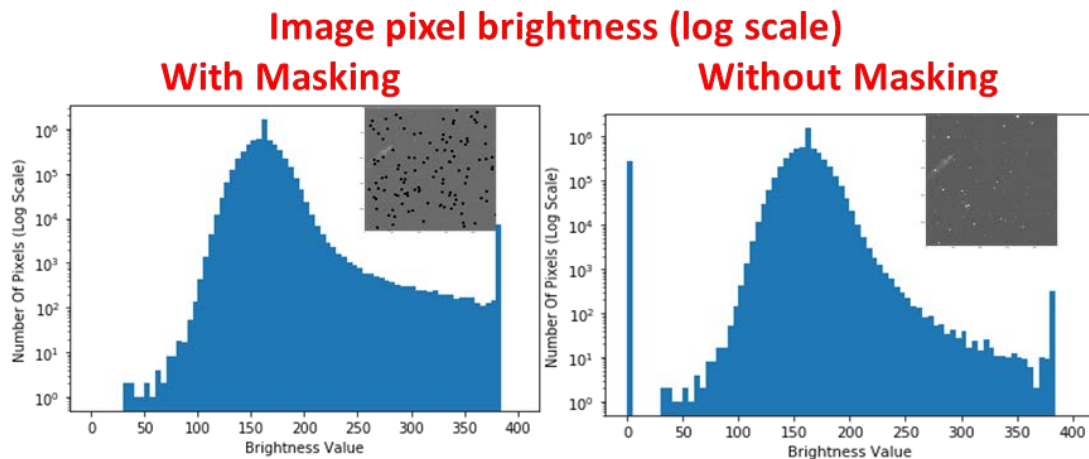 Image pixel brightness (log scale)
With Masking
Without Masking
Number Of Pixels (Log Scale)
10⁶
10⁵
10⁴
10³
10²
10¹
10⁰
0 50 100 150 200 250 300 350 400
Brightness Value
Number Of Pixels (Log Scale)
10⁶
10⁵
10⁴
10³
10²
10¹
10⁰
0 50 100 150 200 250 300 350 400
Brightness Value